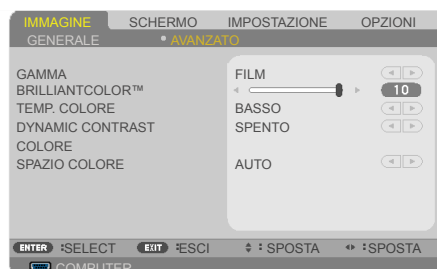 IMMAGINE SCHERMO IMPOSTAZIONE OPZIONI
GENERALE • AVANZATO
GAMMA FILM
BRILLIANTCOLOR™ 10
TEMP. COLORE BASSO
DYNAMIC CONTRAST SPENTO
COLORE
SPAZIO COLORE AUTO
ENTER :SELECT EXIT :ESCI :SPOSTA :SPOSTA
COMPUTER